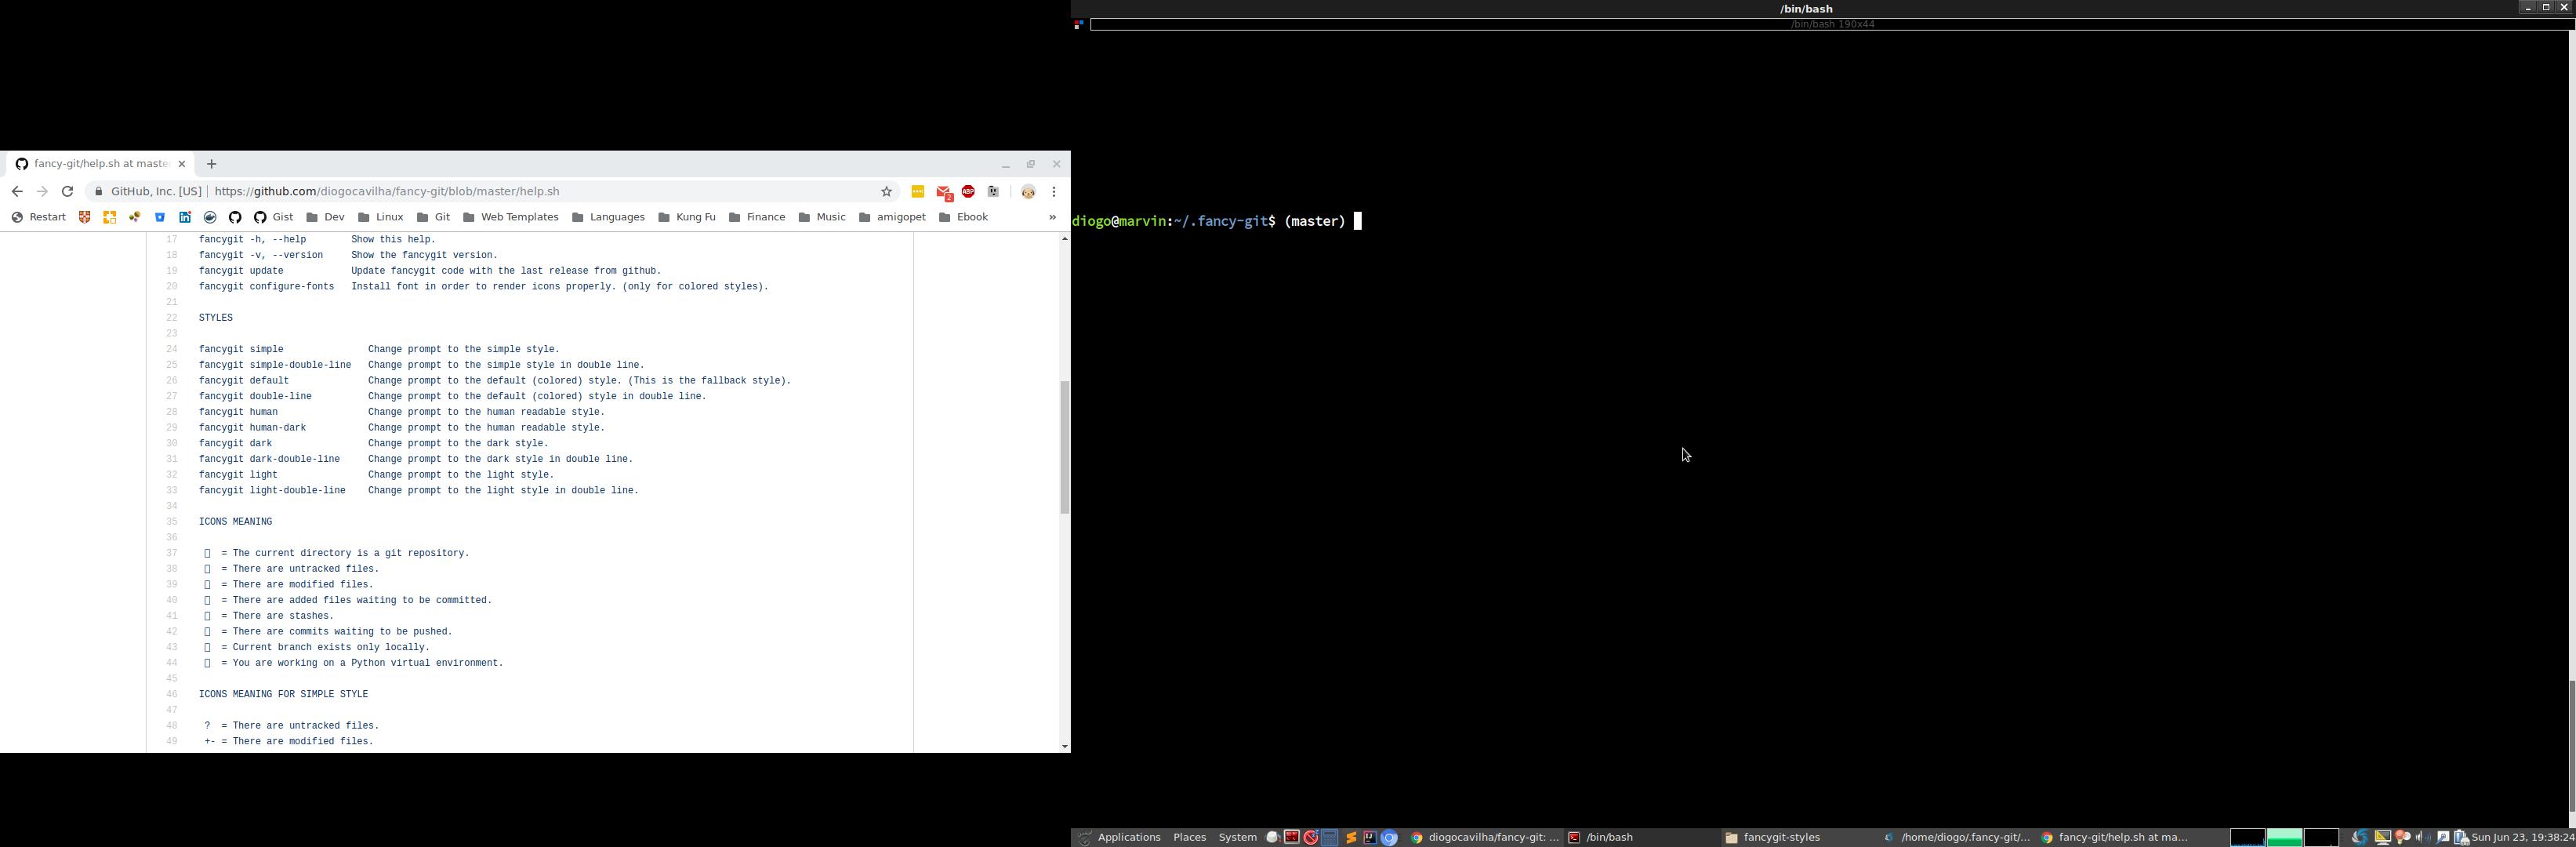 fancy-git/help.sh at maste
GitHub, Inc. [US] | https://github.com/diogocavilha/fancy-git/blob/master/help.sh
2
ABP
Restart Gist Dev Linux Git Web Templates Languages Kung Fu Finance Music amigopet Ebook »
17 fancygit -h, --help Show this help.
18 fancygit -v, --version Show the fancygit version.
19 fancygit update Update fancygit code with the last release from github.
20 fancygit configure-fonts Install font in order to render icons properly. (only for colored styles).
21
22 STYLES
23
24 fancygit simple Change prompt to the simple style.
25 fancygit simple-double-line Change prompt to the simple style in double line.
26 fancygit default Change prompt to the default (colored) style. (This is the fallback style).
27 fancygit double-line Change prompt to the default (colored) style in double line.
28 fancygit human Change prompt to the human readable style.
29 fancygit human-dark Change prompt to the human readable style.
30 fancygit dark Change prompt to the dark style.
31 fancygit dark-double-line Change prompt to the dark style in double line.
32 fancygit light Change prompt to the light style.
33 fancygit light-double-line Change prompt to the light style in double line.
34
35 ICONS MEANING
36
37 = The current directory is a git repository.
38 = There are untracked files.
39 = There are modified files.
40 = There are added files waiting to be committed.
41 = There are stashes.
42 = There are commits waiting to be pushed.
43 = Current branch exists only locally.
44 = You are working on a Python virtual environment.
45
46 ICONS MEANING FOR SIMPLE STYLE
47
48 ? = There are untracked files.
49 +- = There are modified files.
/bin/bash
/bin/bash 190x44
diogo@marvin:~/.fancy-git$ (master)
Applications Places System diogocavilha/fancy-git: ... /bin/bash fancygit-styles /home/diogo/.fancy-git/... fancy-git/help.sh at ma... Sun Jun 23, 19:38:24